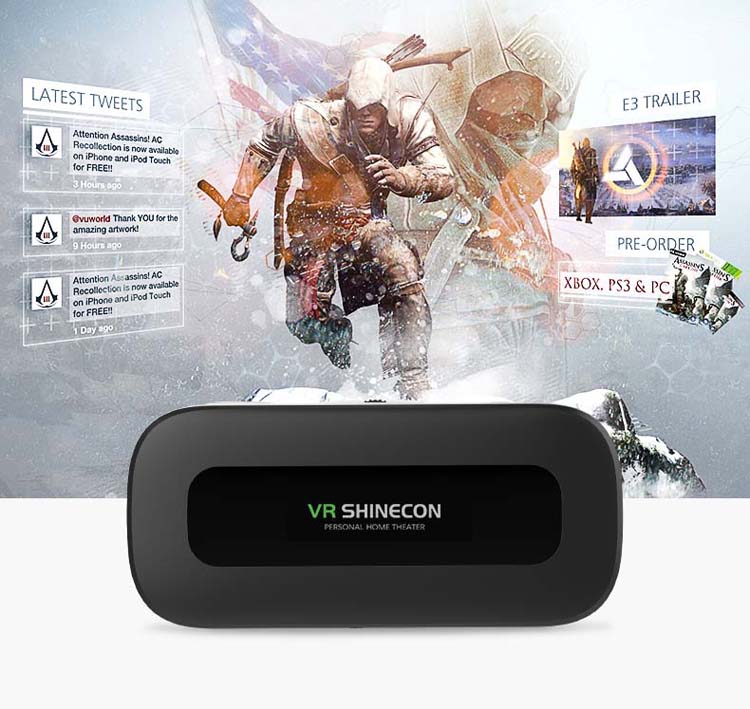 LATEST TWEETS
Attention Assassins! AC
Recollection is now available
on iPhone and iPod Touch
for FREE!!
3 Hours ago
@vuworld Thank YOU for the
amazing artwork!
9 Hours ago
Attention Assassins! AC
Recollection is now available
on iPhone and iPod Touch
for FREE!!
1 Day ago
E3 TRAILER
PRE-ORDER
XBOX, PS3 & PC
ASSASSIN'S
VR SHINECON
PERSONAL HOME THEATER